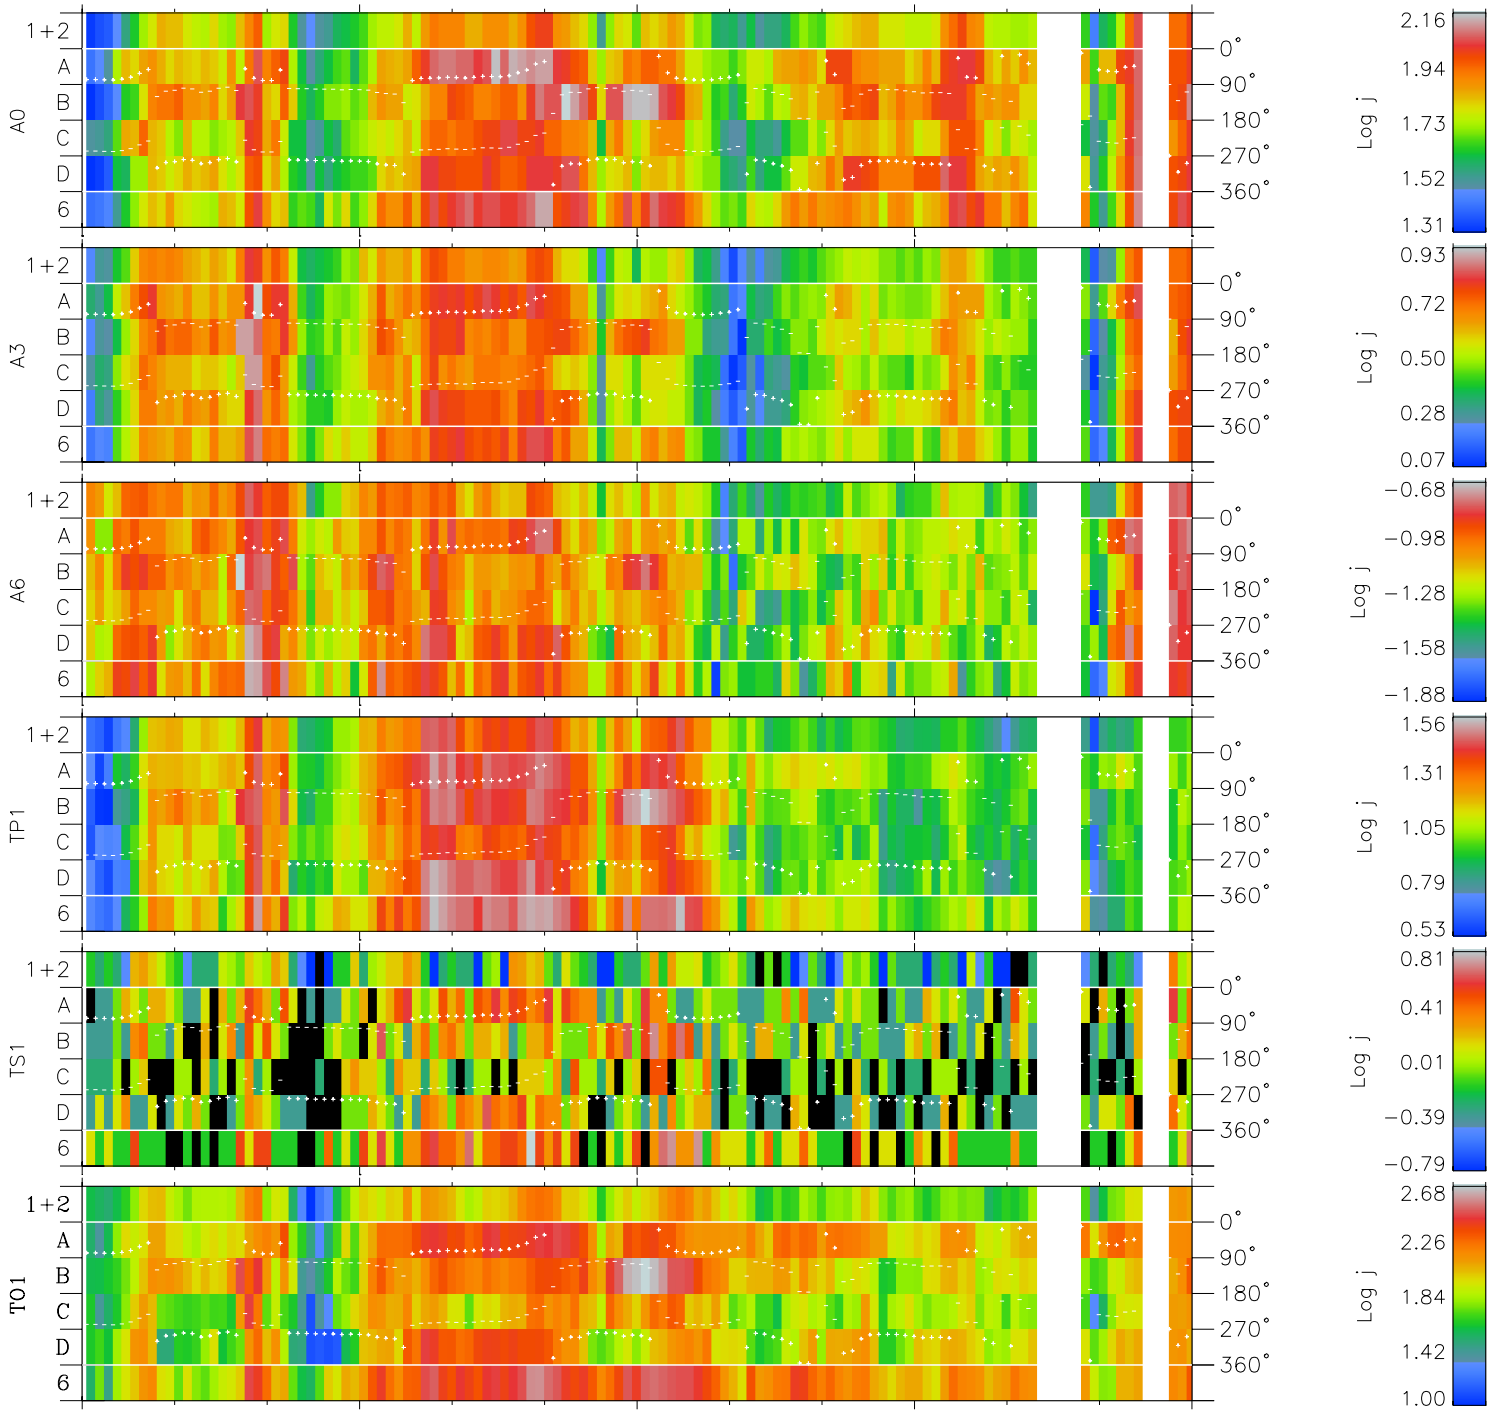 1+2
A
B
C
D
6
A0
0°
90°
180°
270°
360°
Log j
2.16
1.94
1.73
1.52
1.31
1+2
A
B
C
D
6
A3
0°
90°
180°
270°
360°
Log j
0.93
0.72
0.50
0.28
0.07
1+2
A
B
C
D
6
A6
0°
90°
180°
270°
360°
Log j
−0.68
−0.98
−1.28
−1.58
−1.88
1+2
A
B
C
D
6
TP1
0°
90°
180°
270°
360°
Log j
1.56
1.31
1.05
0.79
0.53
1+2
A
B
C
D
6
TS1
0°
90°
180°
270°
360°
Log j
0.81
0.41
0.01
−0.39
−0.79
1+2
A
B
C
D
6
TO1
0°
90°
180°
270°
360°
Log j
2.68
2.26
1.84
1.42
1.00